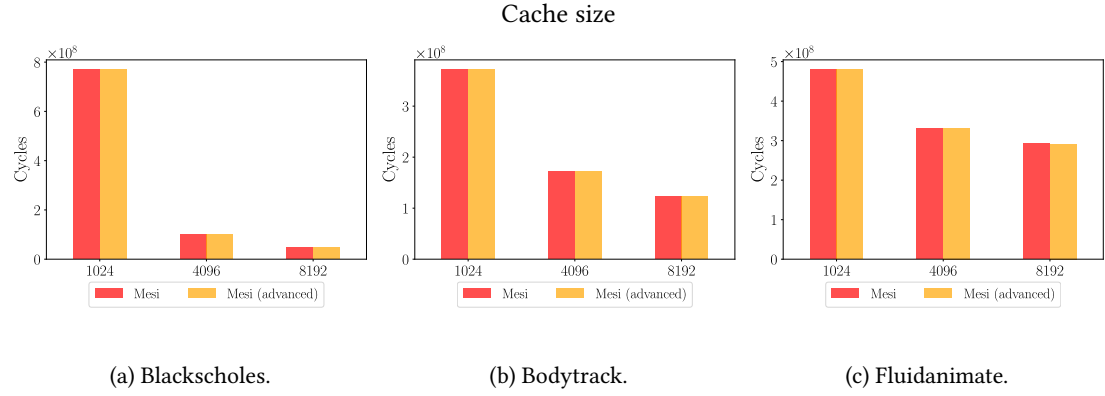 Cache size
×10⁸
8
6
4
2
0
Cycles
1024 4096 8192
Mesi Mesi (advanced)
(a) Blackscholes.
×10⁸
3
2
1
0
Cycles
1024 4096 8192
Mesi Mesi (advanced)
(b) Bodytrack.
×10⁸
5
4
3
2
1
0
Cycles
1024 4096 8192
Mesi Mesi (advanced)
(c) Fluidanimate.